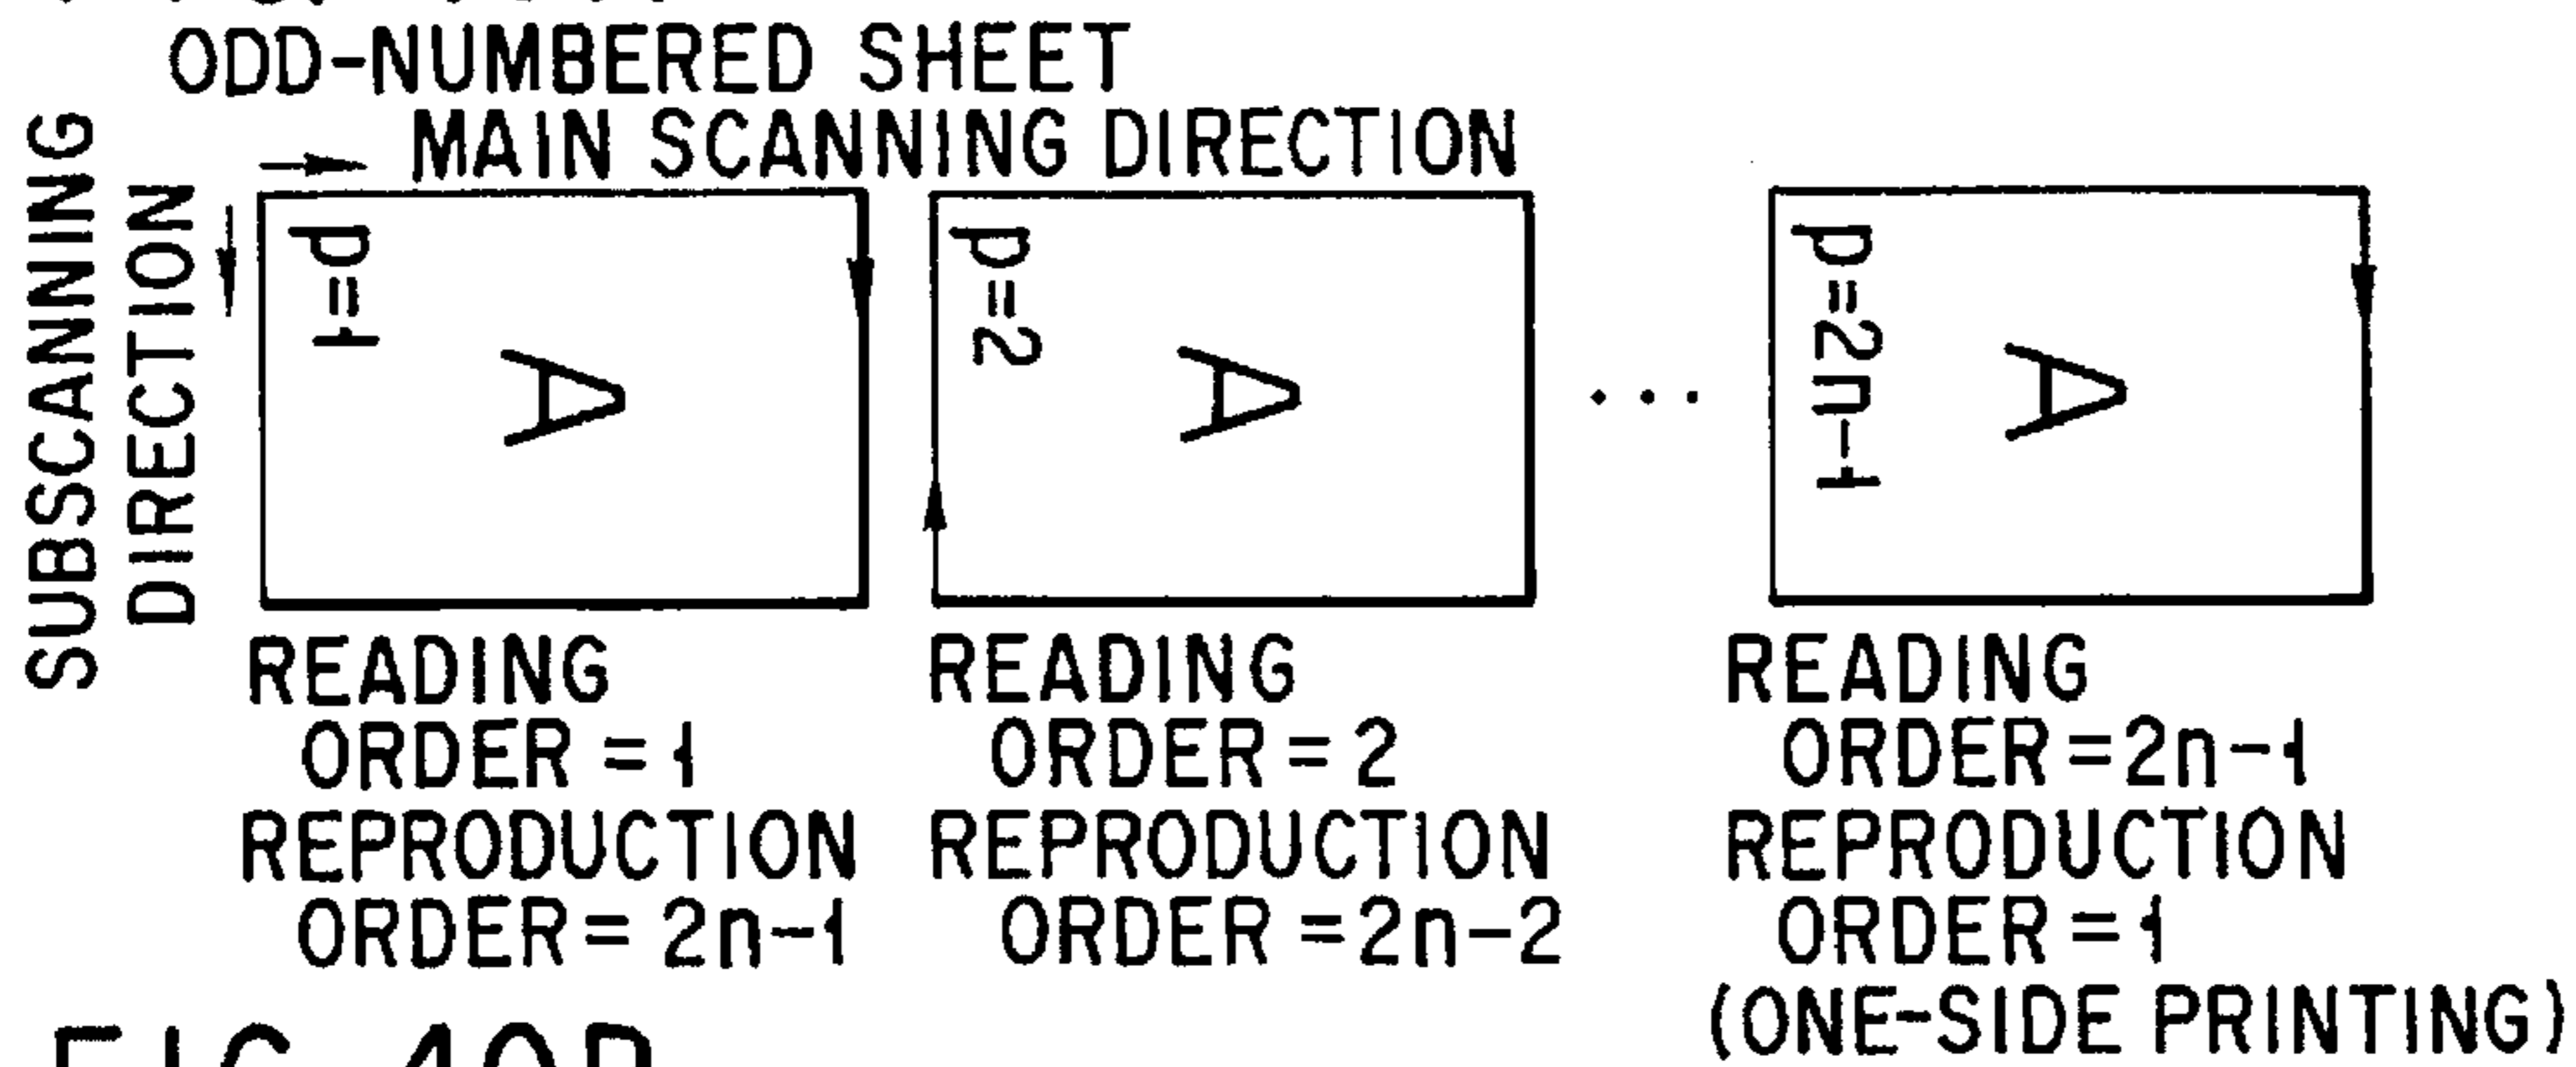 ODD-NUMBERED SHEET
MAIN SCANNING DIRECTION
SUBSCANNING
DIRECTION
p=1
A
p=2
A
...
p=2n-1
A
READING
ORDER = 1
REPRODUCTION
ORDER = 2n-1
READING
ORDER = 2
REPRODUCTION
ORDER = 2n-2
READING
ORDER = 2n-1
REPRODUCTION
ORDER = 1
(ONE-SIDE PRINTING)